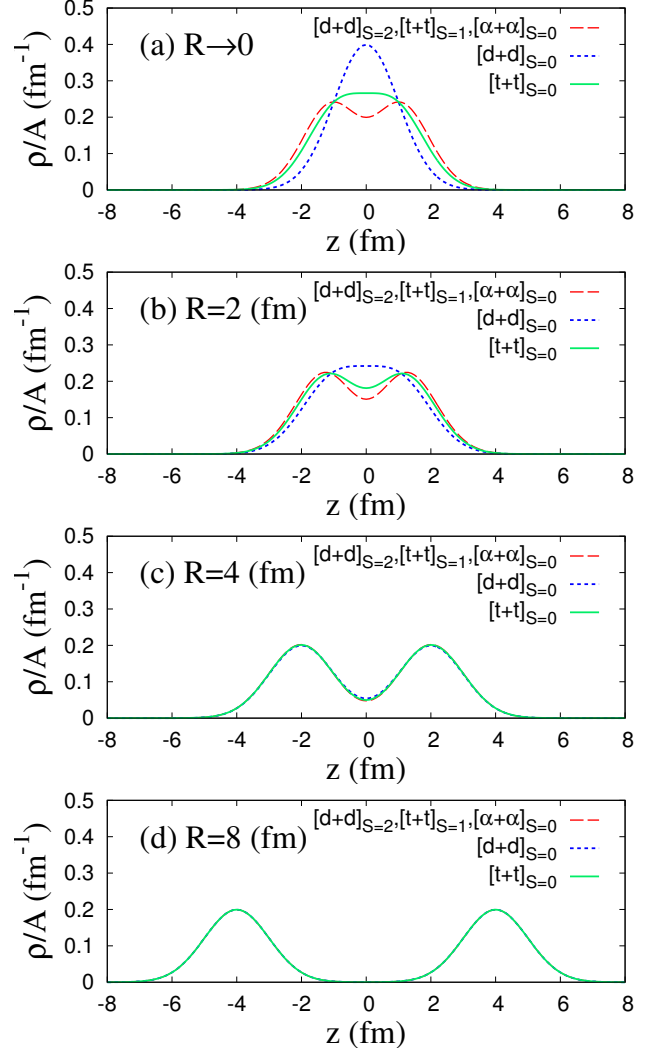 (a) R→0
[d+d]S=2,[t+t]S=1,[α+α]S=0
[d+d]S=0
[t+t]S=0
ρ/A (fm-1)
0.5
0.4
0.3
0.2
0.1
0
-8 -6 -4 -2 0 2 4 6 8
z (fm)
(b) R=2 (fm)
[d+d]S=2,[t+t]S=1,[α+α]S=0
[d+d]S=0
[t+t]S=0
ρ/A (fm-1)
0.5
0.4
0.3
0.2
0.1
0
-8 -6 -4 -2 0 2 4 6 8
z (fm)
(c) R=4 (fm)
[d+d]S=2,[t+t]S=1,[α+α]S=0
[d+d]S=0
[t+t]S=0
ρ/A (fm-1)
0.5
0.4
0.3
0.2
0.1
0
-8 -6 -4 -2 0 2 4 6 8
z (fm)
(d) R=8 (fm)
[d+d]S=2,[t+t]S=1,[α+α]S=0
[d+d]S=0
[t+t]S=0
ρ/A (fm-1)
0.5
0.4
0.3
0.2
0.1
0
-8 -6 -4 -2 0 2 4 6 8
z (fm)